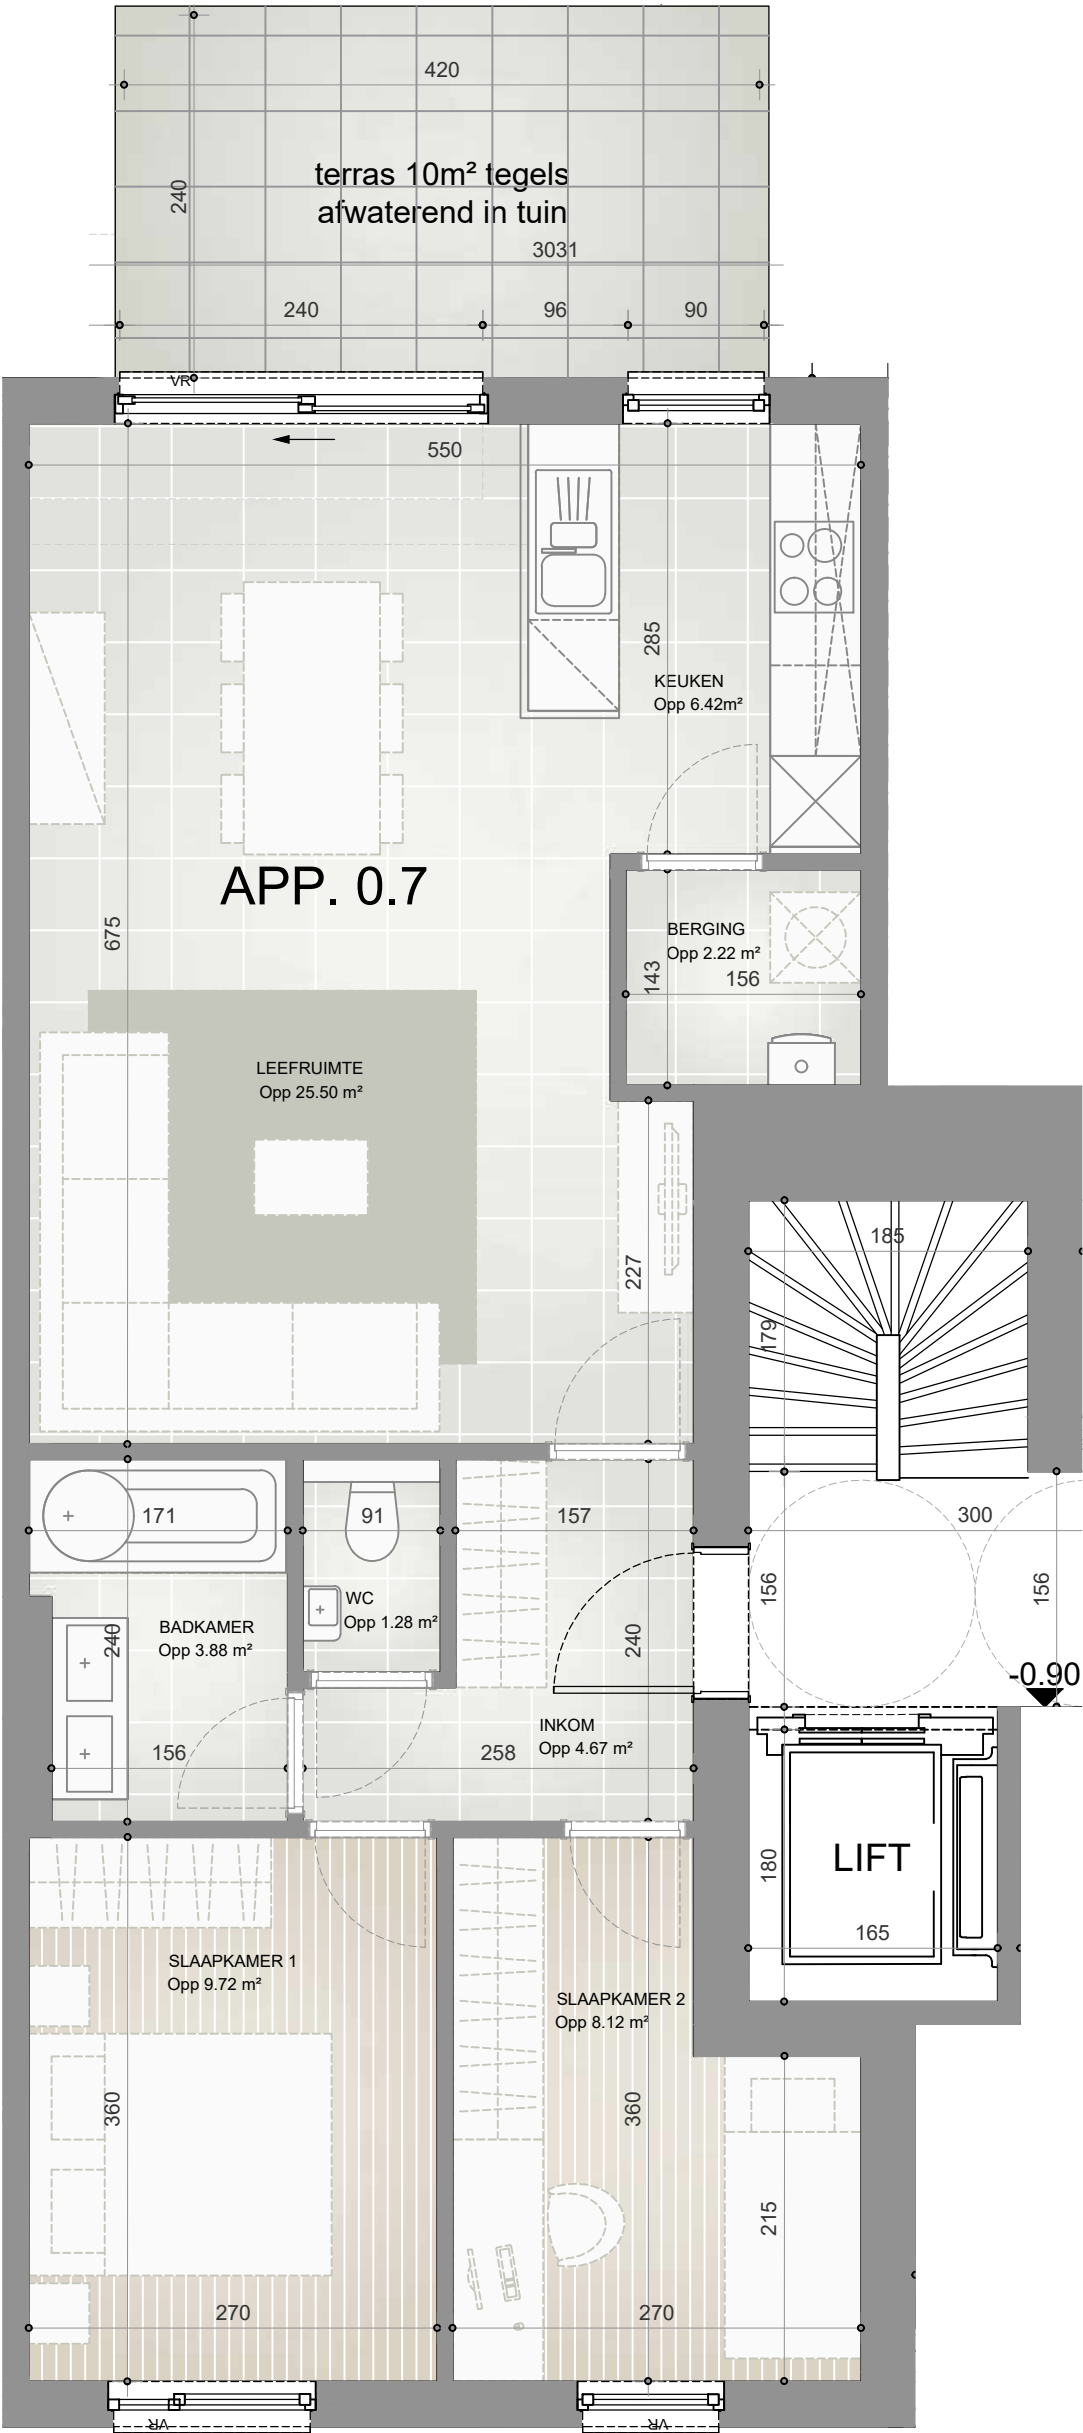 420
terras 10m² tegels
afwaterend in tuin
240
3031
240 96 90
VR
550
285
KEUKEN
Opp 6.42m²
APP. 0.7
675
BERGING
Opp 2.22 m²
143
156
LEEFRUIMTE
Opp 25.50 m²
227
185
179
171
91
157
300
156
156
WC
Opp 1.28 m²
BADKAMER
Opp 3.88 m²
240
240
-0.90
INKOM
Opp 4.67 m²
156
258
LIFT
180
165
SLAAPKAMER 1
Opp 9.72 m²
SLAAPKAMER 2
Opp 8.12 m²
360
360
215
270
270
VR
VR